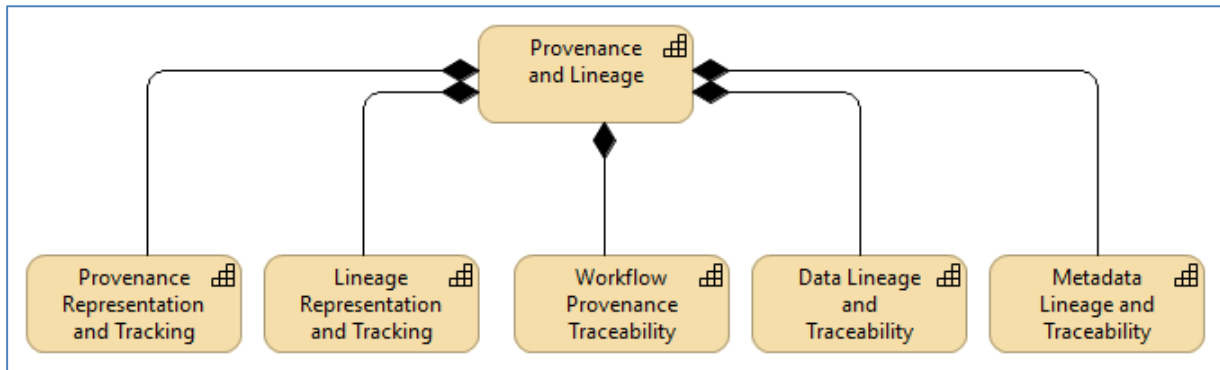 Provenance
and Lineage
Provenance
Representation
and Tracking
Lineage
Representation
and Tracking
Workflow
Provenance
Traceability
Data Lineage
and
Traceability
Metadata
Lineage and
Traceability